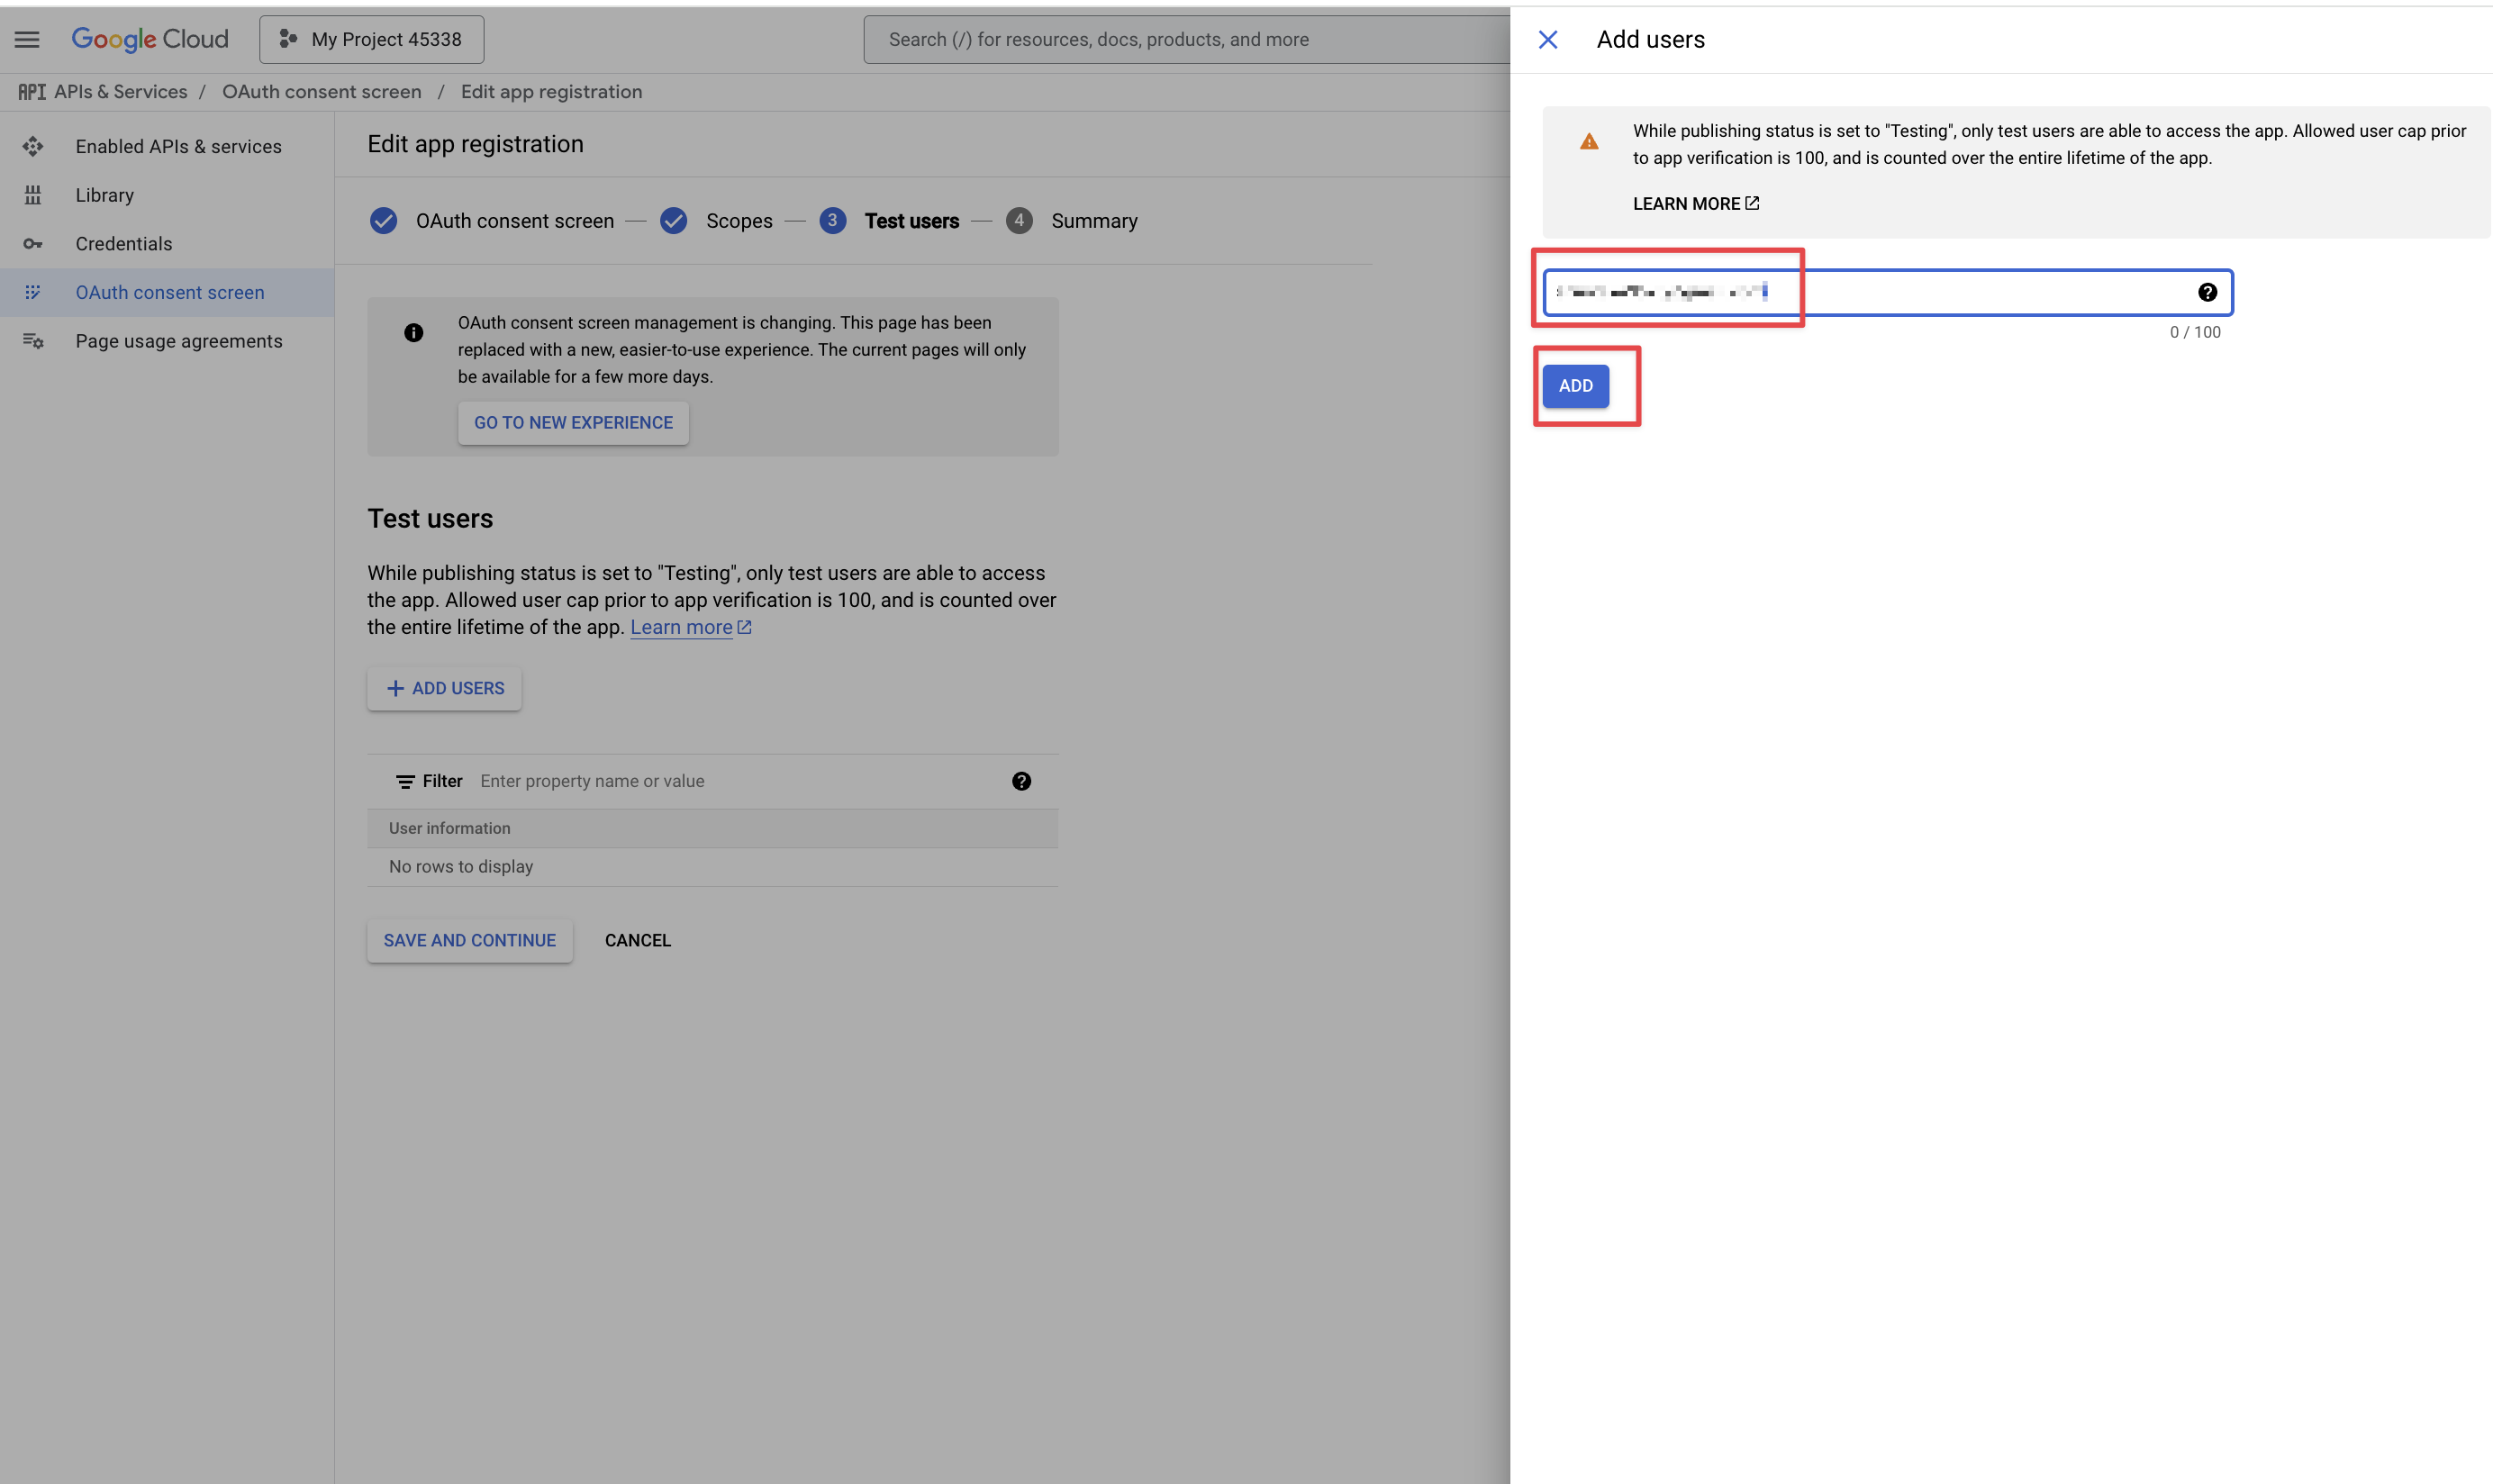 Google Cloud
My Project 45338
Search (/) for resources, docs, products, and more
API APIs & Services / OAuth consent screen / Edit app registration
Enabled APIs & services
Library
Credentials
OAuth consent screen
Page usage agreements
Edit app registration
OAuth consent screen
Scopes
3 Test users
4 Summary
OAuth consent screen management is changing. This page has been
replaced with a new, easier-to-use experience. The current pages will only
be available for a few more days.
GO TO NEW EXPERIENCE
Test users
While publishing status is set to "Testing", only test users are able to access
the app. Allowed user cap prior to app verification is 100, and is counted over
the entire lifetime of the app. Learn more
ADD USERS
Filter Enter property name or value
User information
No rows to display
SAVE AND CONTINUE
CANCEL
Add users
While publishing status is set to "Testing", only test users are able to access the app. Allowed user cap prior
to app verification is 100, and is counted over the entire lifetime of the app.
LEARN MORE
0 / 100
ADD